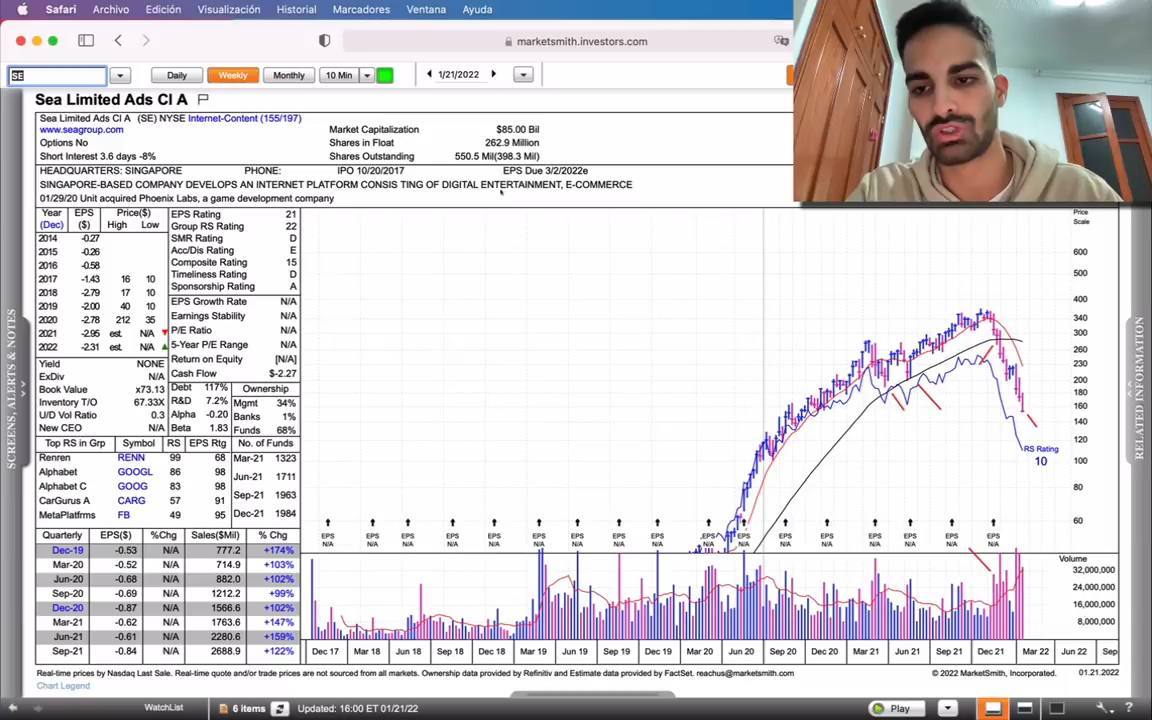 Safari Archivo Edición Visualización Historial Marcadores Ventana Ayuda
marketsmith.investors.com
SE Daily Weekly Monthly 10 Min 1/21/2022
Sea Limited Ads Cl A
Sea Limited Ads Cl A (SE) NYSE Internet-Content (155/197)
www.seagroup.com Market Capitalization $85.00 Bil
Options No Shares in Float 262.9 Million
Short Interest 3.6 days -8% Shares Outstanding 550.5 Mil(398.3 Mil)
HEADQUARTERS: SINGAPORE PHONE: IPO 10/20/2017 EPS Due 3/2/2022e
SINGAPORE-BASED COMPANY DEVELOPS AN INTERNET PLATFORM CONSIS TING OF DIGITAL ENTERTAINMENT, E-COMMERCE
01/29/20 Unit acquired Phoenix Labs, a game development company
Year (Dec) EPS ($) Price($) High Low
2014 -0.27
2015 -0.26
2016 -0.58
2017 -1.43 16 10
2018 -2.79 17 10
2019 -2.00 40 10
2020 -2.78 212 35
2021 -2.95 est. N/A
2022 -2.31 est. N/A
Yield NONE
ExDiv N/A
Book Value x73.13
Inventory T/O 67.33X
U/D Vol Ratio 0.3
New CEO N/A
EPS Rating 21
Group RS Rating 22
SMR Rating D
Acc/Dis Rating E
Composite Rating 15
Timeliness Rating D
Sponsorship Rating A
EPS Growth Rate N/A
Earnings Stability N/A
P/E Ratio N/A
5-Year P/E Range N/A
Return on Equity [N/A]
Cash Flow $-2.27
Debt 117%
R&D 7.2%
Alpha -0.20
Beta 1.83
Ownership
Mgmt 34%
Banks 1%
Funds 68%
Top RS in Grp Symbol RS EPS Rtg
Renren RENN 99 68
Alphabet GOOGL 86 98
Alphabet C GOOG 83 98
CarGurus A CARG 57 91
MetaPlatfrms FB 49 95
No. of Funds
Mar-21 1323
Jun-21 1711
Sep-21 1963
Dec-21 1984
Quarterly EPS($) %Chg Sales($Mil) % Chg
Dec-19 -0.53 N/A 777.2 +174%
Mar-20 -0.52 N/A 714.9 +103%
Jun-20 -0.68 N/A 882.0 +102%
Sep-20 -0.69 N/A 1212.2 +99%
Dec-20 -0.87 N/A 1566.6 +102%
Mar-21 -0.62 N/A 1763.6 +147%
Jun-21 -0.61 N/A 2280.6 +159%
Sep-21 -0.84 N/A 2688.9 +122%
Price Scale
600
500
400
340
300
260
230
200
180
160
140
120
100
80
60
RS Rating
10
EPS EPS EPS EPS EPS EPS EPS EPS EPS EPS EPS EPS EPS EPS EPS EPS EPS
N/A N/A N/A N/A N/A N/A N/A N/A N/A N/A N/A N/A N/A N/A N/A N/A N/A
Volume
32,000,000
24,000,000
16,000,000
8,000,000
Dec 17 Mar 18 Jun 18 Sep 18 Dec 18 Mar 19 Jun 19 Sep 19 Dec 19 Mar 20 Jun 20 Sep 20 Dec 20 Mar 21 Jun 21 Sep 21 Dec 21 Mar 22 Jun 22 Sep
Real-time prices by Nasdaq Last Sale. Real-time quote and/or trade prices are not sourced from all markets. Ownership data provided by Refinitiv and Estimate data provided by FactSet. reachus@marketsmith.com © 2022 MarketSmith, Incorporated. 01.21.2022
Chart Legend
SCREENS, ALERTS & NOTES
RELATED INFORMATION
WatchList 6 items Updated: 16:00 ET 01/21/22 Play